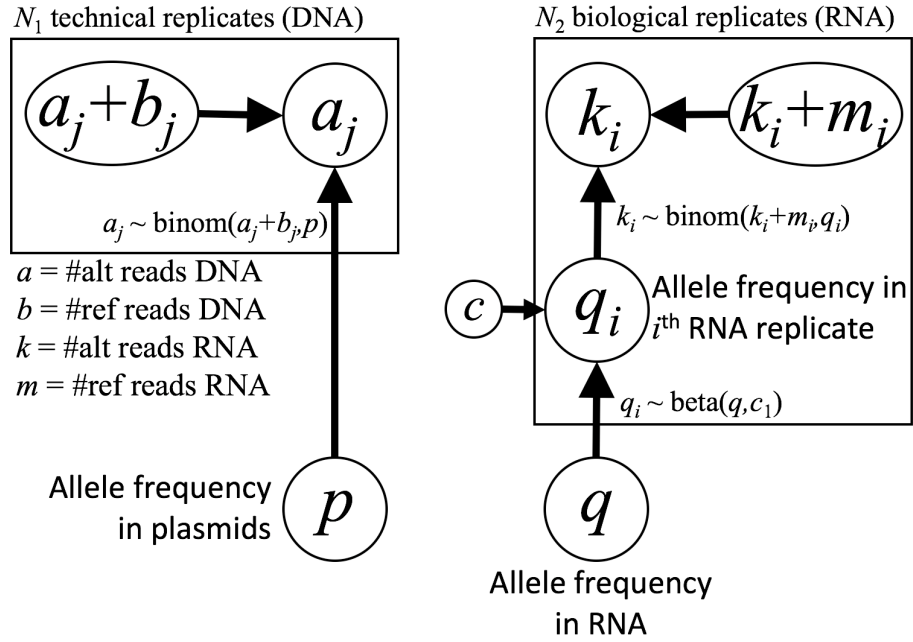 N₁ technical replicates (DNA)
aⱼ+bⱼ
aⱼ
aⱼ ~ binom(aⱼ+bⱼ,p)
a = #alt reads DNA
b = #ref reads DNA
k = #alt reads RNA
m = #ref reads RNA
Allele frequency
in plasmids
p
N₂ biological replicates (RNA)
kᵢ
kᵢ+mᵢ
kᵢ ~ binom(kᵢ+mᵢ,qᵢ)
c
qᵢ
Allele frequency in
iᵗʰ RNA replicate
qᵢ ~ beta(q,c₁)
q
Allele frequency
in RNA